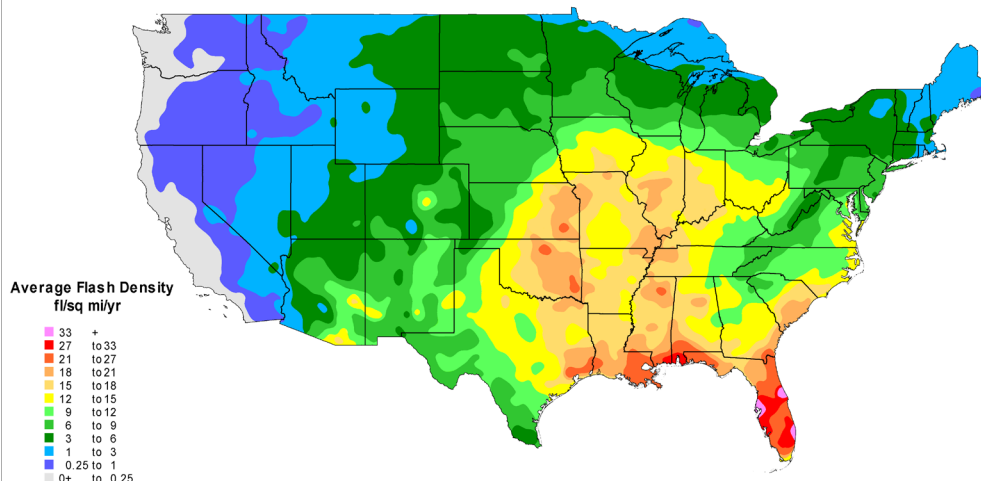 Average Flash Density
fl/sq mi/yr
33 +
27 to 33
21 to 27
18 to 21
15 to 18
12 to 15
9 to 12
6 to 9
3 to 6
1 to 3
0.25 to 1
0+ to 0.25